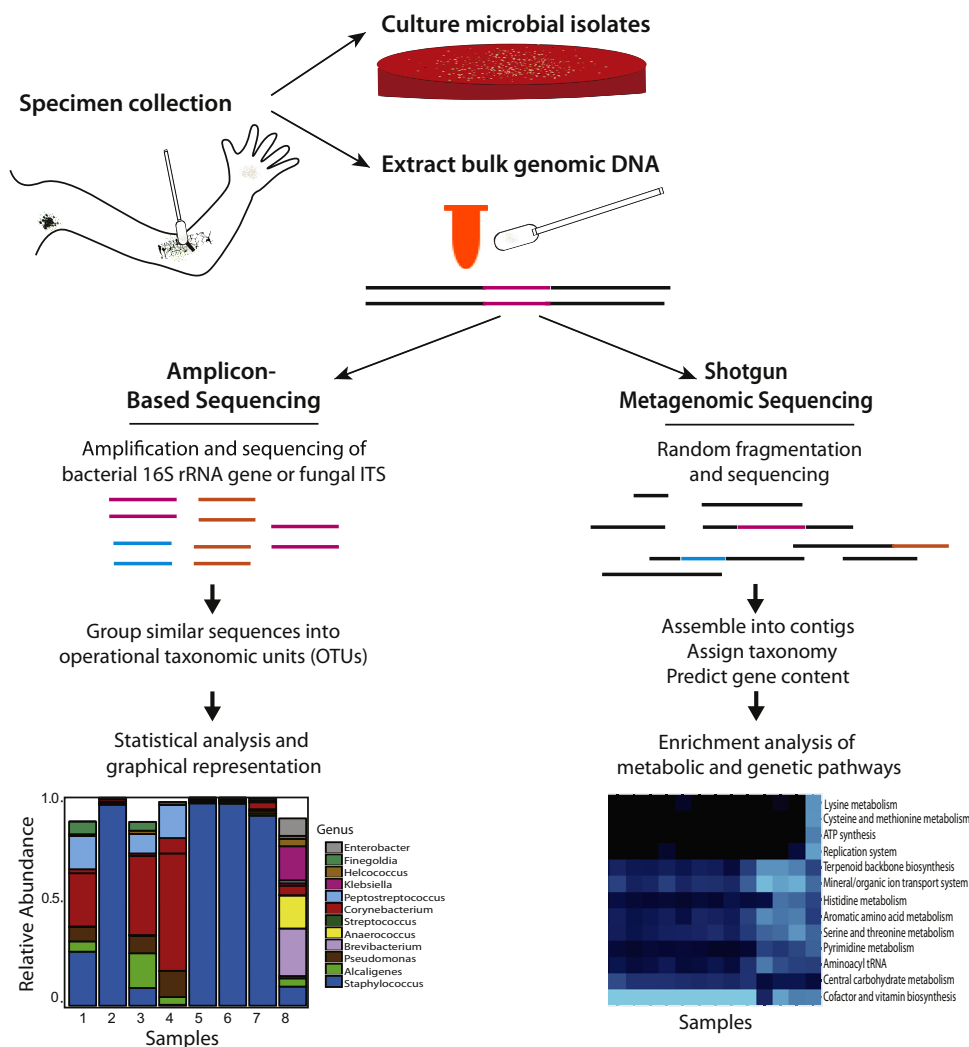 Culture microbial isolates
Specimen collection
Extract bulk genomic DNA
Amplicon-
Based Sequencing
Amplification and sequencing of
bacterial 16S rRNA gene or fungal ITS
Group similar sequences into
operational taxonomic units (OTUs)
Statistical analysis and
graphical representation
1.0.
0.5.
0.
Relative Abundance
1 2 3 4 5 6 7 8
Samples
Genus
Enterobacter
Finegoldia
Helcococcus
Klebsiella
Peptostreptococcus
Corynebacterium
Streptococcus
Anaerococcus
Brevibacterium
Pseudomonas
Alcaligenes
Staphylococcus
Shotgun
Metagenomic Sequencing
Random fragmentation
and sequencing
Assemble into contigs
Assign taxonomy
Predict gene content
Enrichment analysis of
metabolic and genetic pathways
Lysine metabolism
Cysteine and methionine metabolism
ATP synthesis
Replication system
Terpenoid backbone biosynthesis
Mineral/organic ion transport system
Histidine metabolism
Aromatic amino acid metabolism
Serine and threonine metabolism
Pyrimidine metabolism
Aminoacyl tRNA
Central carbohydrate metabolism
Cofactor and vitamin biosynthesis
Samples